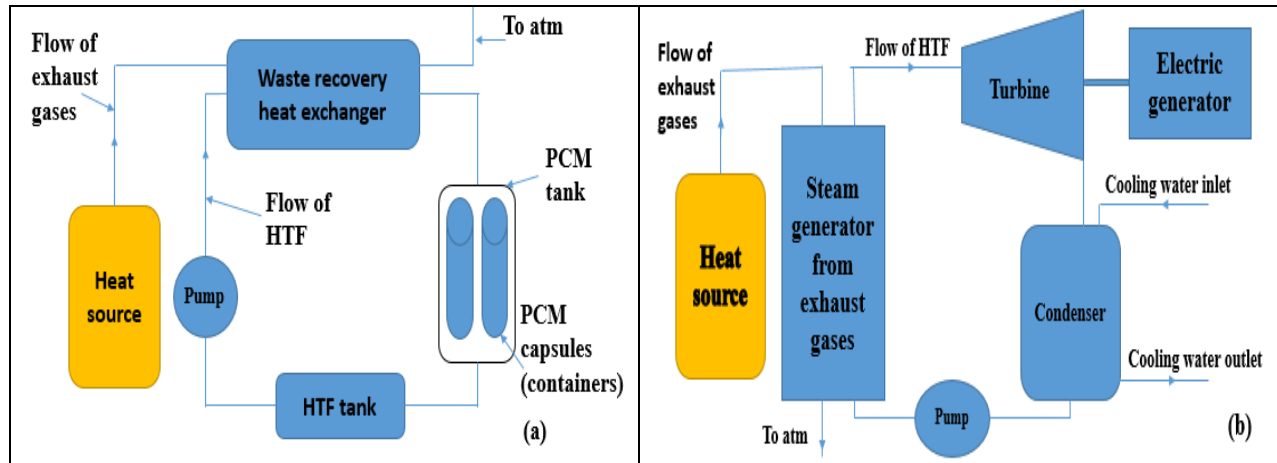 To atm
Flow of
exhaust
gases
Waste recovery
heat exchanger
PCM
tank
Flow of
HTF
Heat
source
Pump
PCM
capsules
(containers)
HTF tank
(a)
Flow of HTF
Flow of
exhaust
gases
Turbine
Electric
generator
Steam
generator
from
exhaust
gases
Cooling water inlet
Heat
source
Condenser
Cooling water outlet
Pump
To atm
(b)